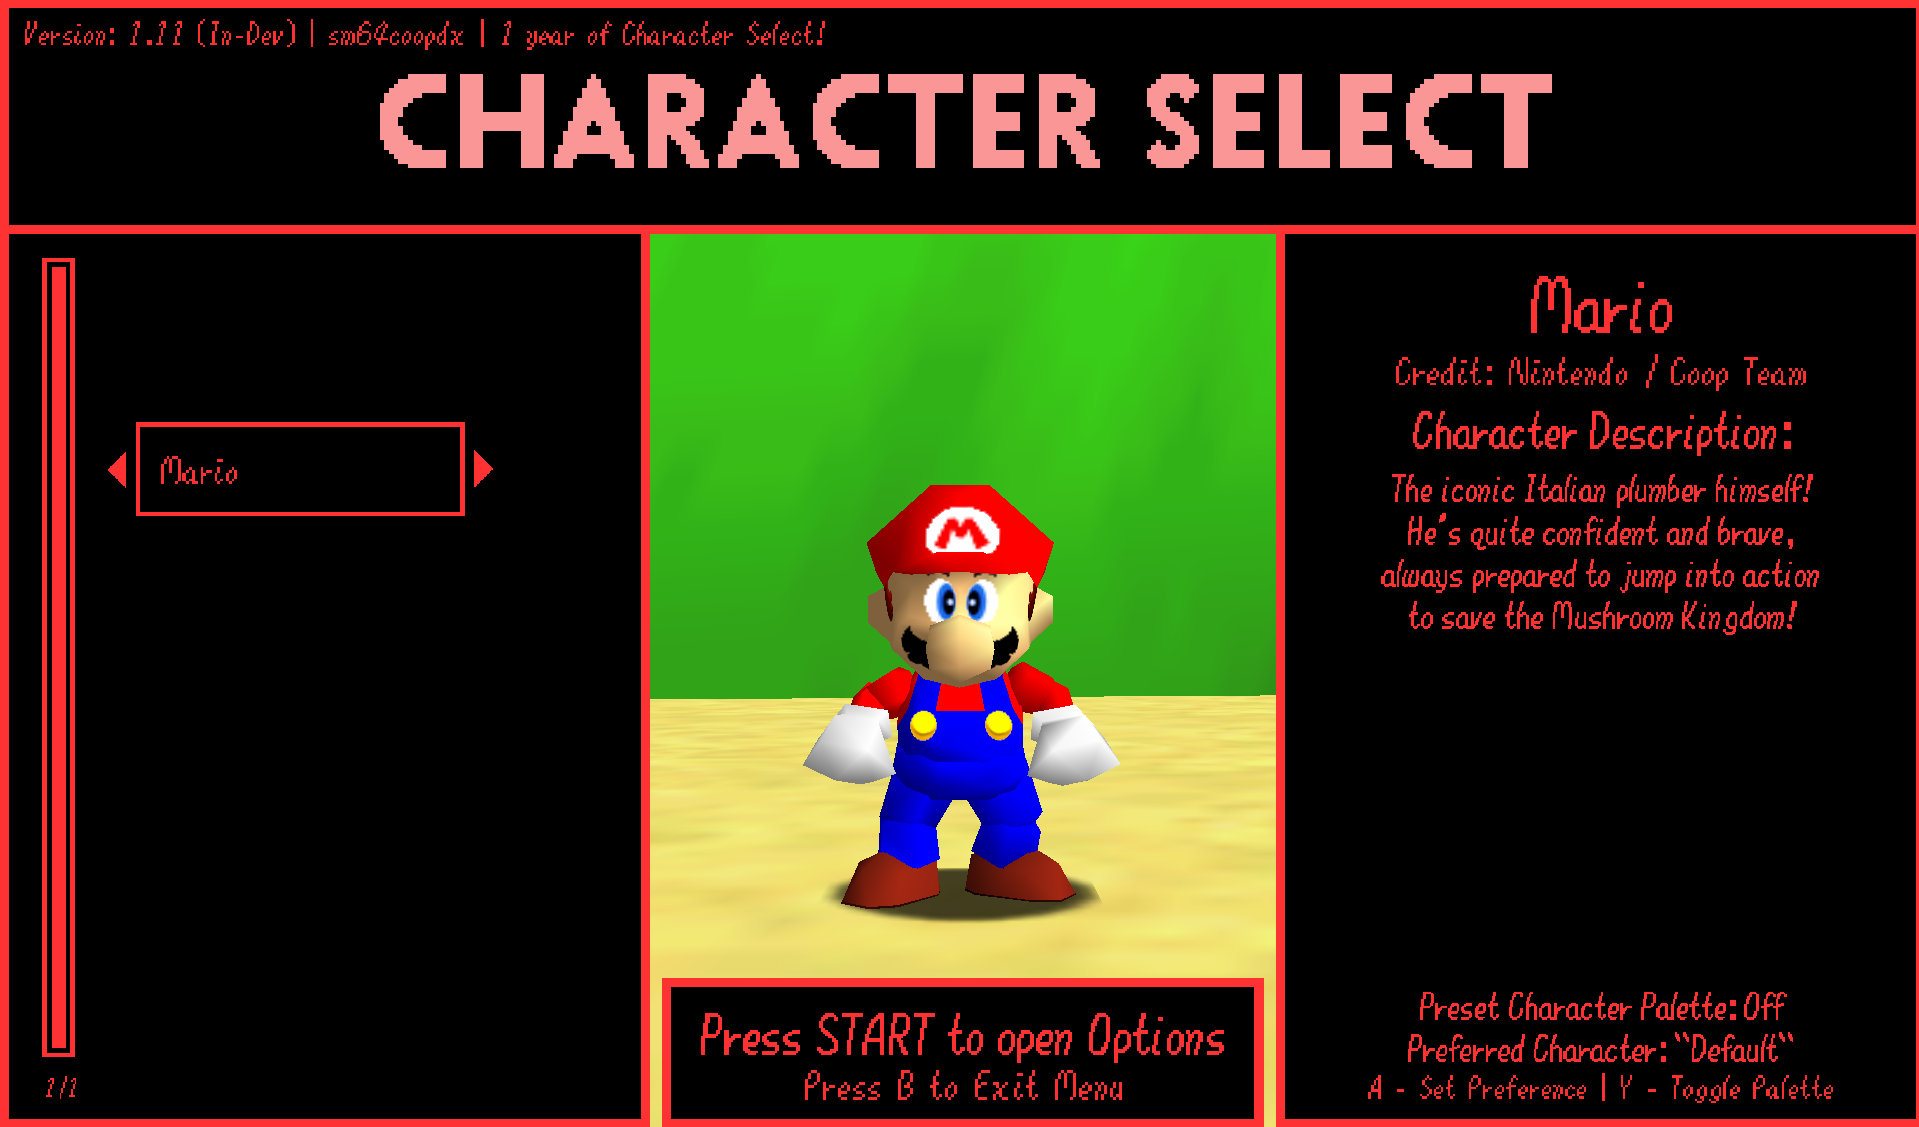 Version: 1.11 (In-Dev) | sm64coopdx | 1 year of Character Select!
CHARACTER SELECT
Mario
1/1
M
Press START to open Options
Press B to Exit Menu
Mario
Credit: Nintendo / Coop Team
Character Description:
The iconic Italian plumber himself!
He's quite confident and brave,
always prepared to jump into action
to save the Mushroom Kingdom!
Preset Character Palette: Off
Preferred Character: "Default"
A - Set Preference | Y - Toggle Palette